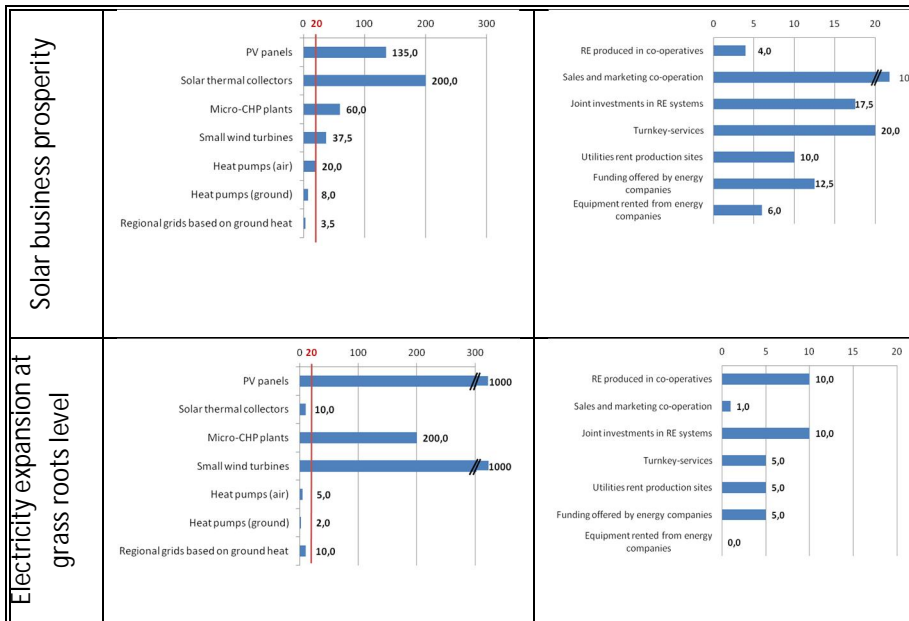 Solar business prosperity
0 20 100 200 300
PV panels 135,0
Solar thermal collectors 200,0
Micro-CHP plants 60,0
Small wind turbines 37,5
Heat pumps (air) 20,0
Heat pumps (ground) 8,0
Regional grids based on ground heat 3,5
0 5 10 15 20
RE produced in co-operatives 4,0
Sales and marketing co-operation 10
Joint investments in RE systems 17,5
Turnkey-services 20,0
Utilities rent production sites 10,0
Funding offered by energy
companies 12,5
Equipment rented from energy
companies 6,0
Electricity expansion at
grass roots level
0 20 100 200 300
PV panels 1000
Solar thermal collectors 10,0
Micro-CHP plants 200,0
Small wind turbines 1000
Heat pumps (air) 5,0
Heat pumps (ground) 2,0
Regional grids based on ground heat 10,0
0 5 10 15 20
RE produced in co-operatives 10,0
Sales and marketing co-operation 1,0
Joint investments in RE systems 10,0
Turnkey-services 5,0
Utilities rent production sites 5,0
Funding offered by energy companies 5,0
Equipment rented from energy
companies 0,0